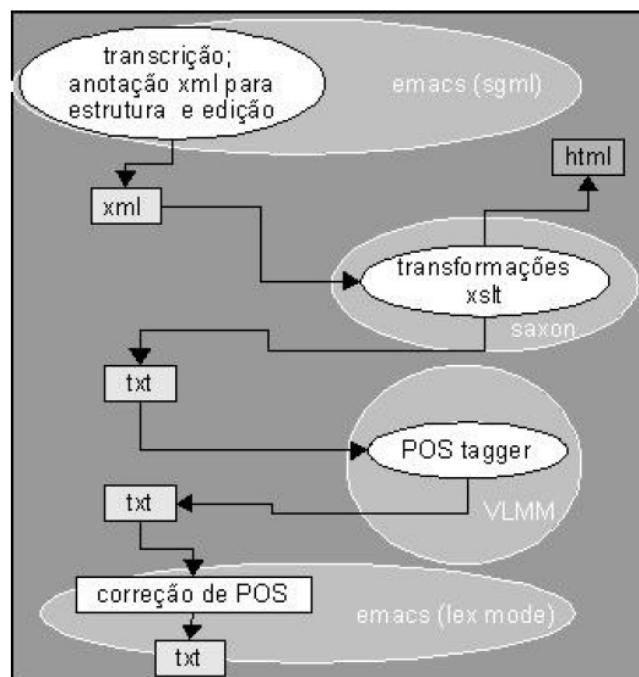 transcrição;
anotação xml para
estrutura e edição
emacs (sgml)
html
xml
transformações
xslt
saxon
txt
POS tagger
VLMM
txt
correção de POS
emacs (lex mode)
txt